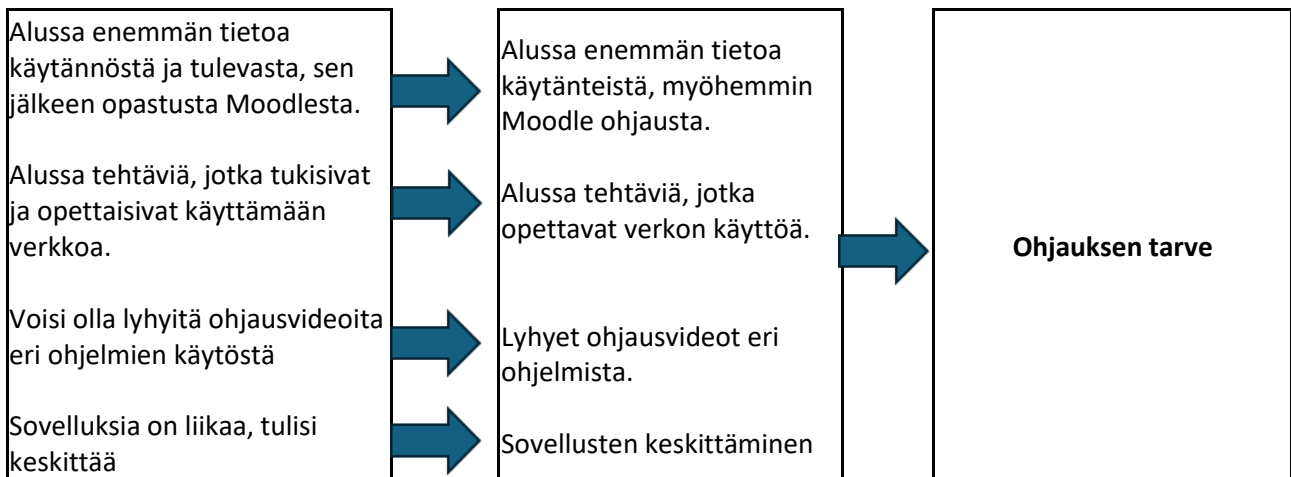 Alussa enemmän tietoa
käytännöstä ja tulevasta, sen
jälkeen opastusta Moodlesta.
Alussa tehtäviä, jotka tukisivat
ja opettaisivat käyttämään
verkkoa.
Voisi olla lyhyitä ohjausvideoita
eri ohjelmien käytöstä
Sovelluksia on liikaa, tulisi
keskittää
Alussa enemmän tietoa
käytänteistä, myöhemmin
Moodle ohjausta.
Alussa tehtäviä, jotka
opettavat verkon käyttöä.
Lyhyet ohjausvideot eri
ohjelmista.
Sovellusten keskittäminen
Ohjauksen tarve